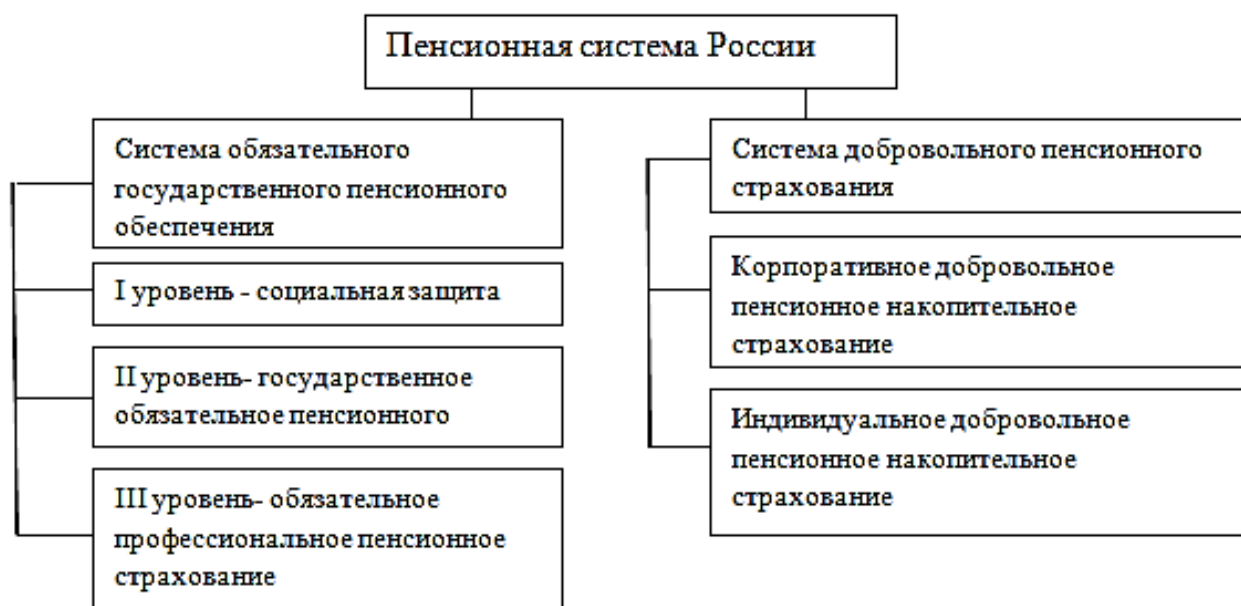 Пенсионная система России
Система обязательного
государственного пенсионного
обеспечения
I уровень - социальная защита
II уровень- государственное
обязательное пенсионного
III уровень- обязательное
профессиональное пенсионное
страхование
Система добровольного пенсионного
страхования
Корпоративное добровольное
пенсионное накопительное
страхование
Индивидуальное добровольное
пенсионное накопительное
страхование